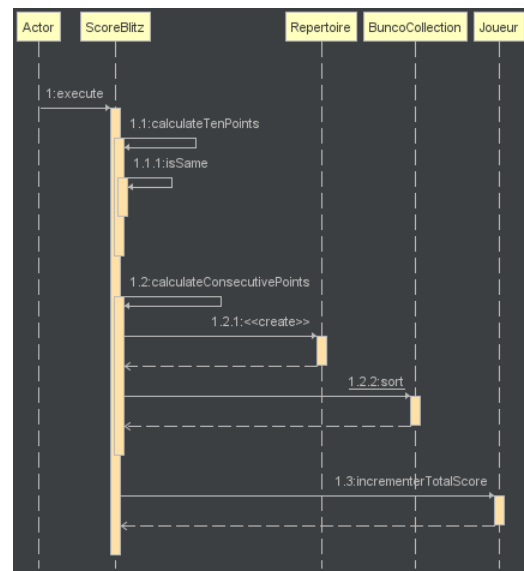 Actor
ScoreBlitz
Repertoire
BuncoCollection
Joueur
1:execute
1.1:calculateTenPoints
1.1.1:isSame
1.2:calculateConsecutivePoints
1.2.1:<<create>>
1.2.2:sort
1.3:incrementerTotalScore